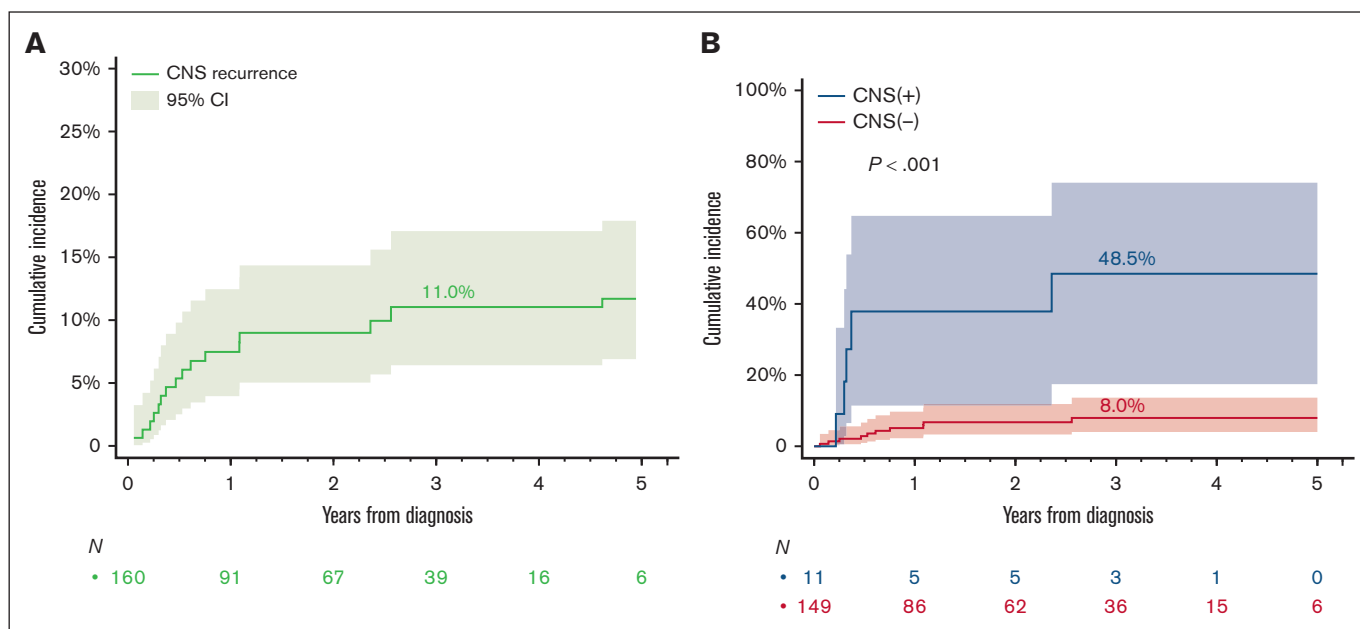 A
30%
25%
20%
15%
10%
5%
0
Cumulative incidence
CNS recurrence
95% CI
11.0%
0 1 2 3 4 5
Years from diagnosis
N
• 160 91 67 39 16 6
B
100%
80%
60%
40%
20%
0
Cumulative incidence
CNS(+)
CNS(–)
P < .001
48.5%
8.0%
0 1 2 3 4 5
Years from diagnosis
N
• 11 5 5 3 1 0
• 149 86 62 36 15 6